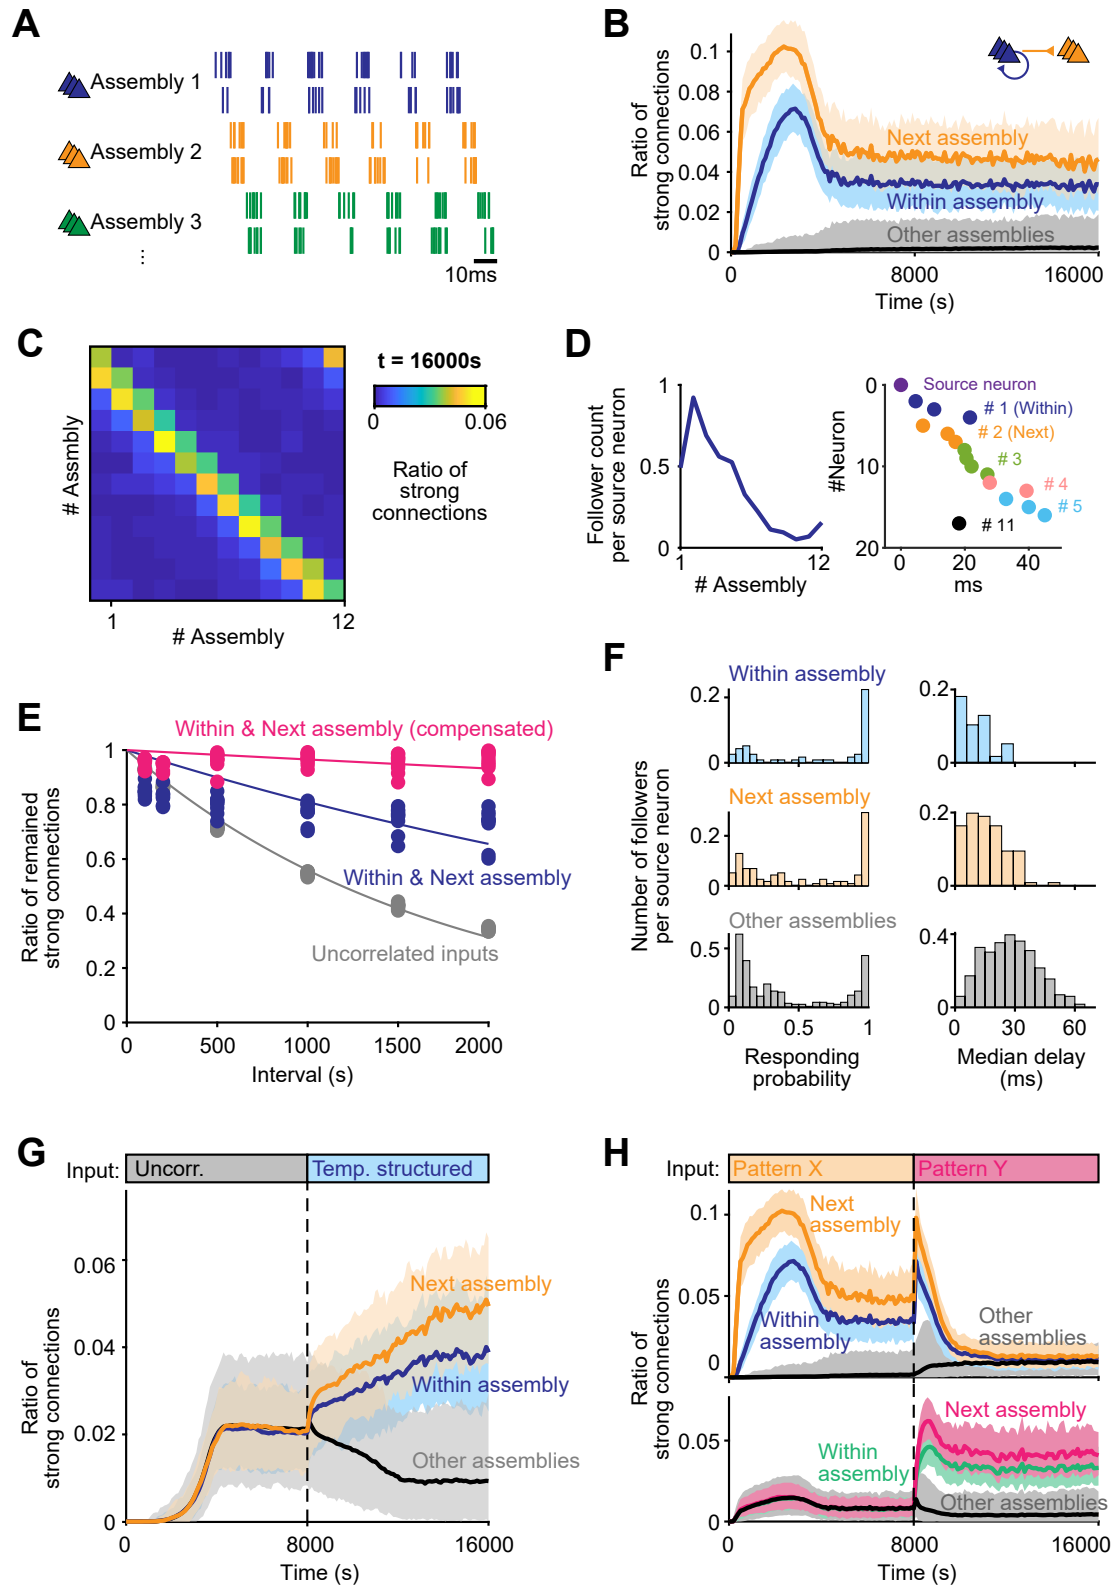 A
Assembly 1
Assembly 2
Assembly 3
⋮
10ms
B
Ratio of
strong connections
0.1
0.08
0.06
0.04
0.02
0
Next assembly
Within assembly
Other assemblies
0
8000
16000
Time (s)
C
# Assmbly
1
12
# Assembly
t = 16000s
0
0.06
Ratio of
strong
connections
D
Follower count
per source neuron
1
0.5
0
1
12
# Assembly
#Neuron
0
10
20
Source neuron
# 1 (Within)
# 2 (Next)
# 3
# 4
# 5
# 11
0
20
40
ms
E
Within & Next assembly (compensated)
Ratio of remained
strong connections
1
0.8
0.6
0.4
0.2
0
Within & Next assembly
Uncorrelated inputs
0
500
1000
1500
2000
Interval (s)
F
Number of followers
per source neuron
Within assembly
0.2
0
0.2
0
Next assembly
0.2
0
0.2
0
Other assemblies
0.5
0
0.4
0
0
0.5
1
0
30
60
Responding
probability
Median delay
(ms)
G
Input:
Uncorr.
Temp. structured
Ratio of
strong connections
0.06
0.04
0.02
0
Next assembly
Within assembly
Other assemblies
0
8000
16000
Time (s)
H
Input:
Pattern X
Pattern Y
Ratio of
strong connections
0.1
0.05
0
Next
assembly
Within
assembly
Other
assemblies
0.05
0
Next assembly
Within
assembly
Other assemblies
0
8000
16000
Time (s)